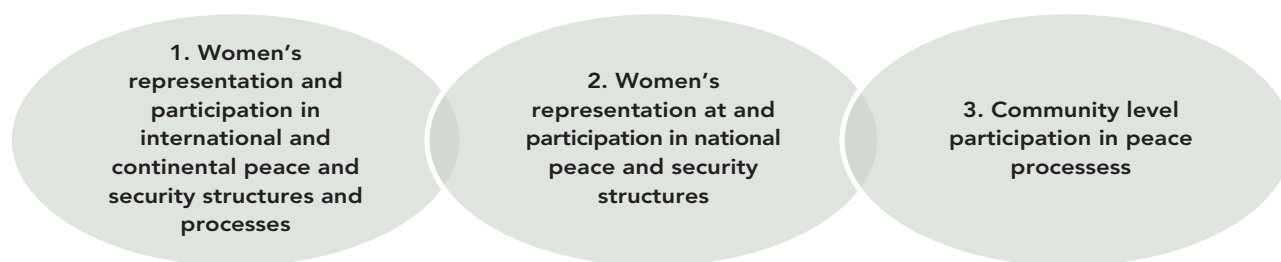 1. Women’s
representation and
participation in
international and
continental peace and
security structures and
processes
2. Women’s
representation at and
participation in national
peace and security
structures
3. Community level
participation in peace
processess